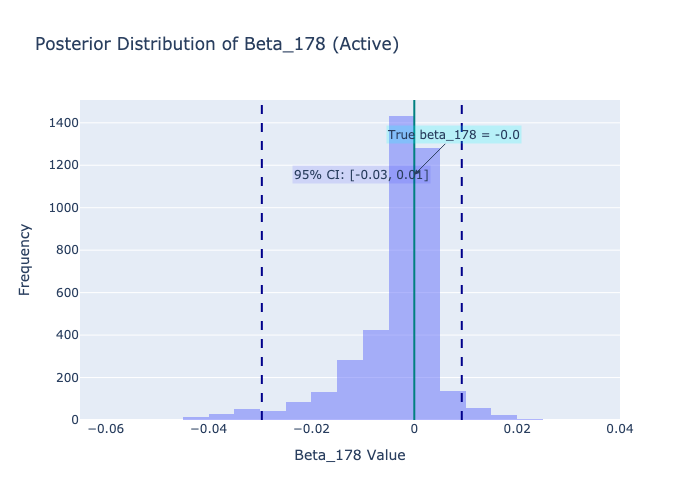 Posterior Distribution of Beta_178 (Active)
1400
1200
1000
800
600
400
200
0
Frequency
True beta_178 = -0.0
95% CI: [-0.03, 0.01]
−0.06
−0.04
−0.02
0
0.02
0.04
Beta_178 Value